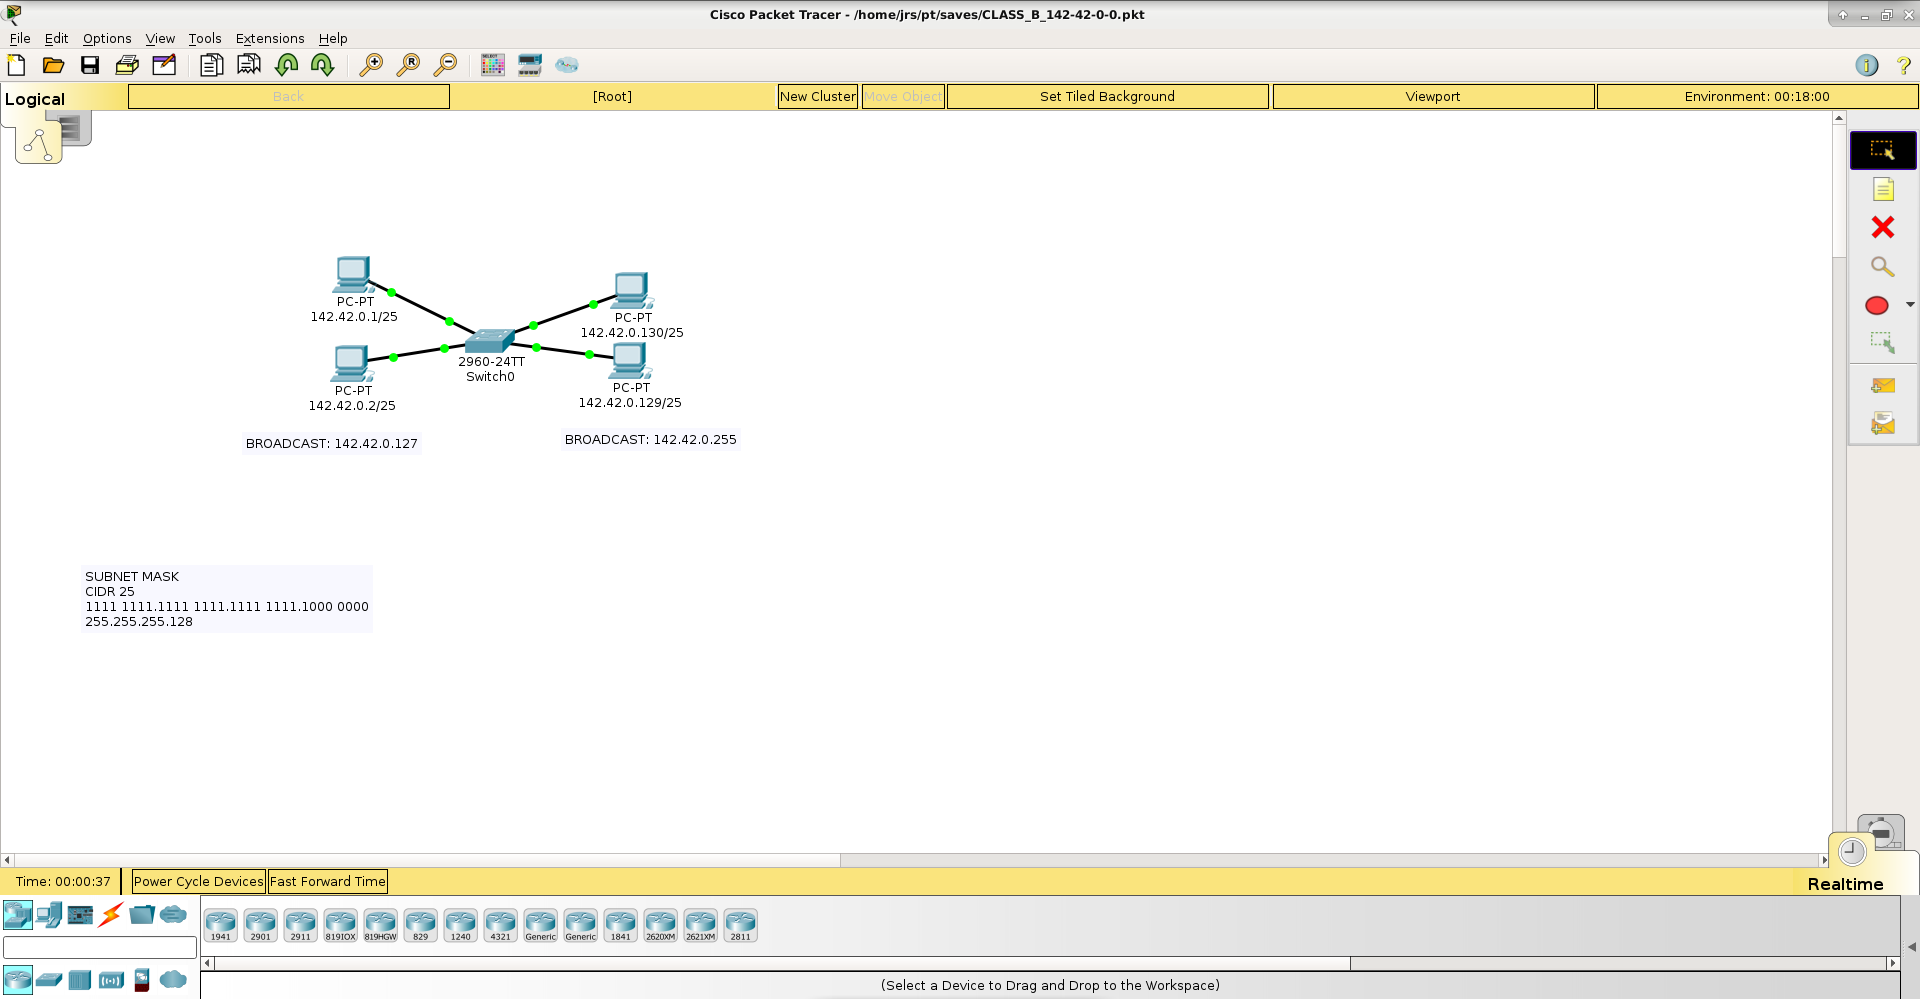 Cisco Packet Tracer - /home/jrs/pt/saves/CLASS_B_142-42-0-0.pkt
File Edit Options View Tools Extensions Help
Logical Back [Root] New Cluster Move Object Set Tiled Background Viewport Environment: 00:18:00
PC-PT
142.42.0.1/25
PC-PT
142.42.0.130/25
2960-24TT
Switch0
PC-PT
142.42.0.2/25
PC-PT
142.42.0.129/25
BROADCAST: 142.42.0.127
BROADCAST: 142.42.0.255
SUBNET MASK
CIDR 25
1111 1111.1111 1111.1111 1111.1000 0000
255.255.255.128
Time: 00:00:37 Power Cycle Devices Fast Forward Time Realtime
1941 2901 2911 819IOX 819HGW 829 1240 4321 Generic Generic 1841 2620XM 2621XM 2811
(Select a Device to Drag and Drop to the Workspace)